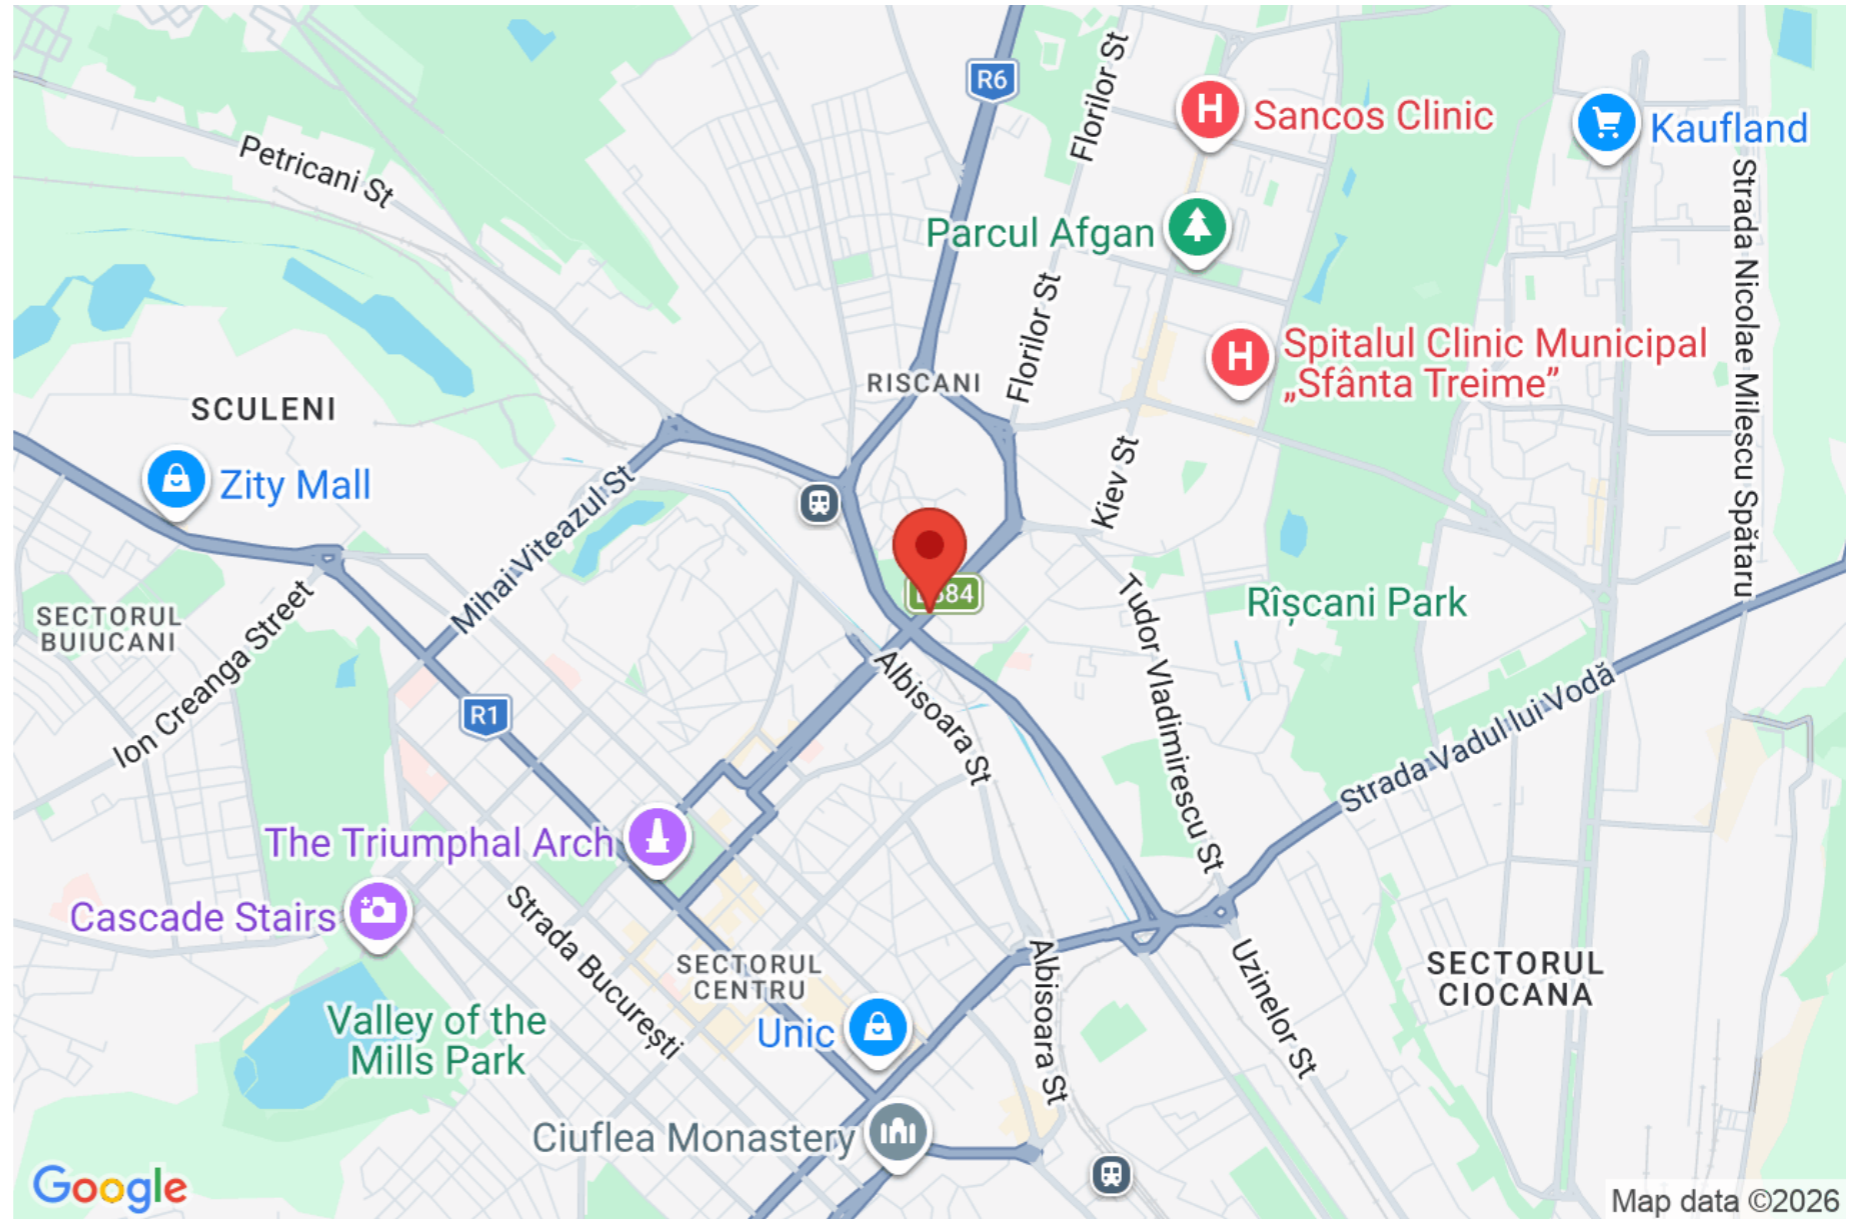 R6
Florilor St
Sancos Clinic
Kaufland
Petricani St
Parcul Afgan
Strada Nicolae Milescu Spătaru
Florilor St
Spitalul Clinic Municipal
„Sfânta Treime”
RISCANI
SCULENI
Zity Mall
Mihai Viteazul St
Kiev St
SECTORUL
BUIUCANI
Ion Creanga Street
Tudor Vladimirescu St
Rîșcani Park
Albisoara St
R1
Strada Vadul lui Vodă
The Triumphal Arch
Cascade Stairs
Strada București
SECTORUL
CENTRU
Albisoara St
Uzinelor St
SECTORUL
CIOCANA
Valley of the
Mills Park
Unic
Ciuflea Monastery
Google
Map data ©2026